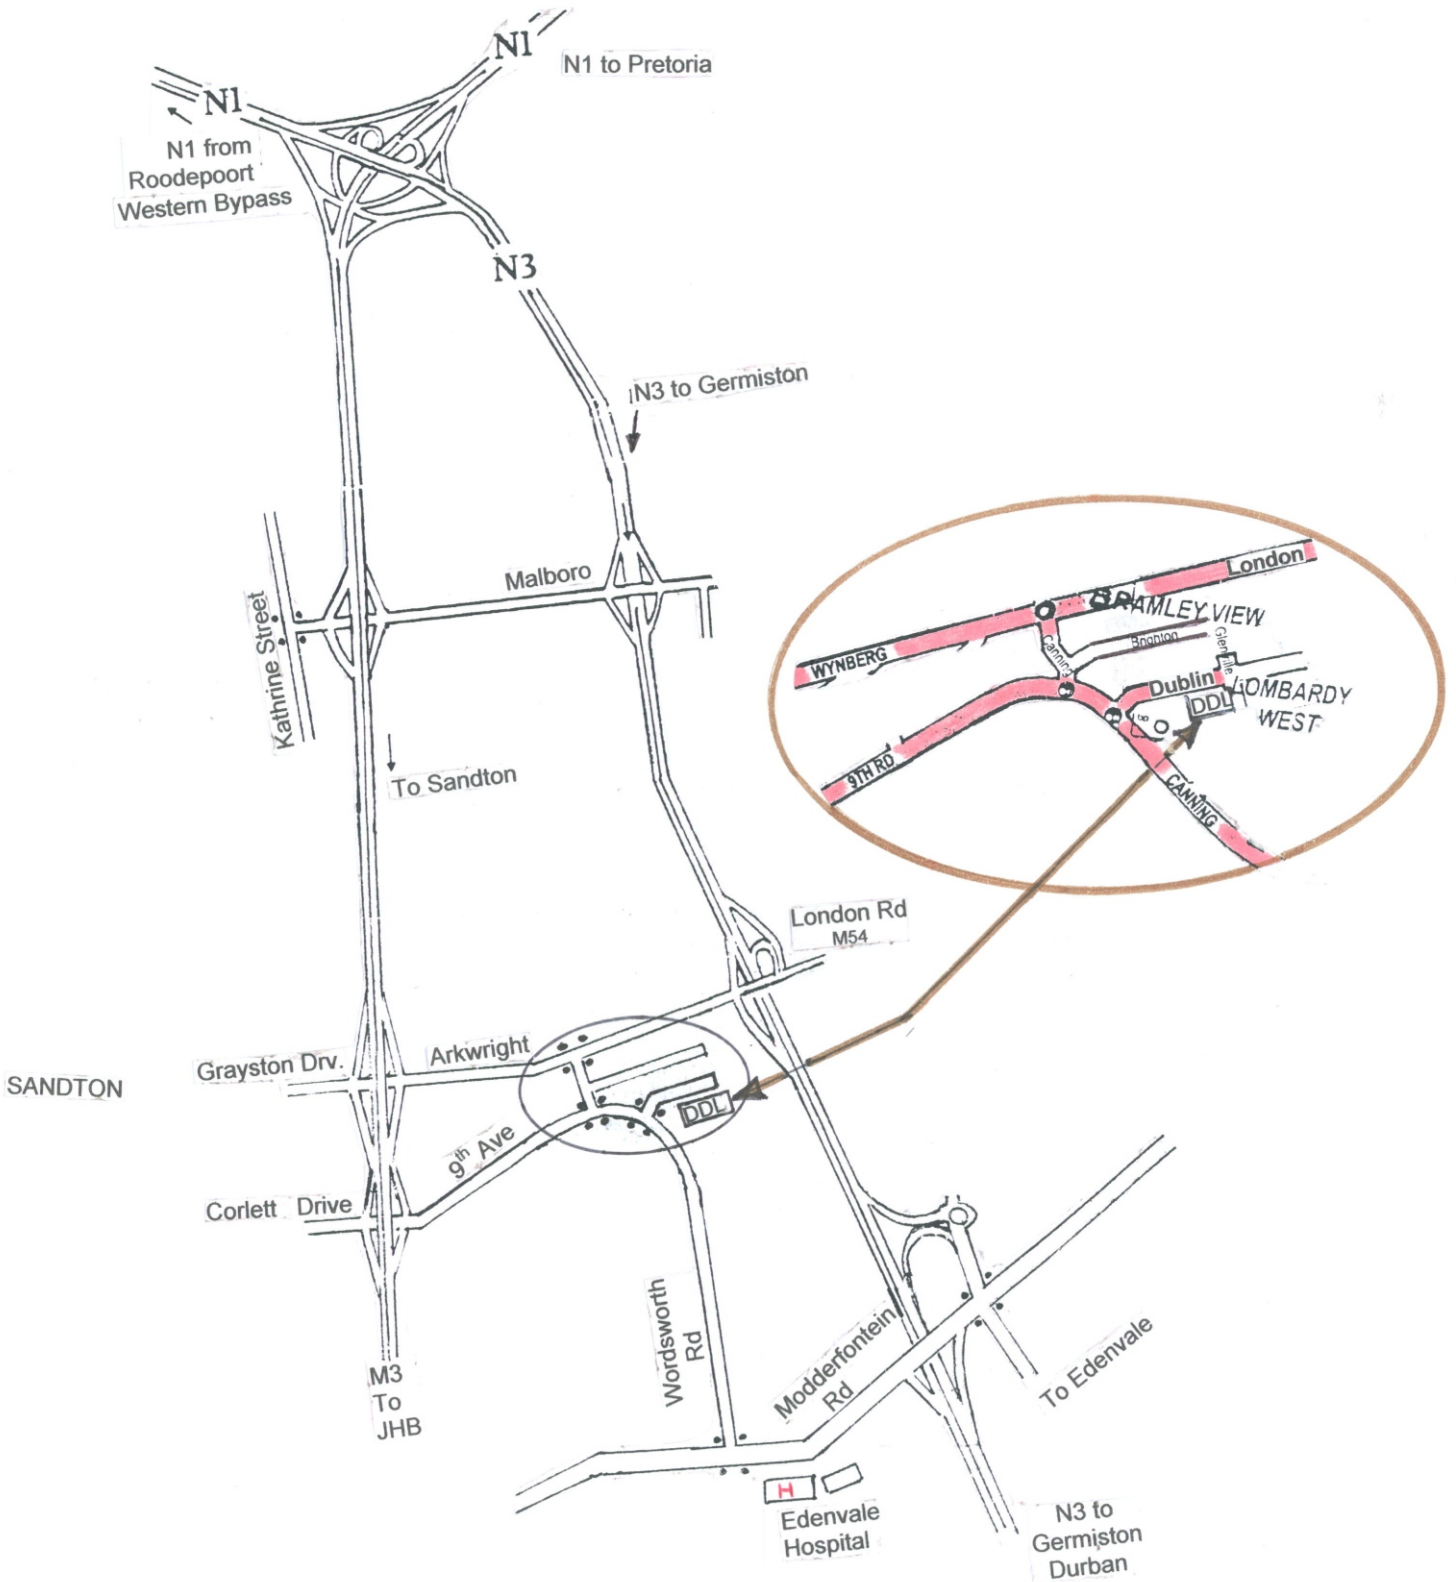 N1
N1 to Pretoria
N1
N1 from
Roodepoort
Western Bypass
N3
N3 to Germiston
Malboro
Kathrine Street
To Sandton
London
BRAMLEY VIEW
WYNBERG
Canning
Brighton
Glenville
Dublin
LOMBARDY
WEST
DDL
9TH RD
CANNING
London Rd
M54
Arkwright
Grayston Drv.
SANDTON
DDL
9th Ave
Corlett Drive
Wordsworth
Rd
Modderfontein
Rd
To Edenvale
M3
To
JHB
H
Edenvale
Hospital
N3 to
Germiston
Durban